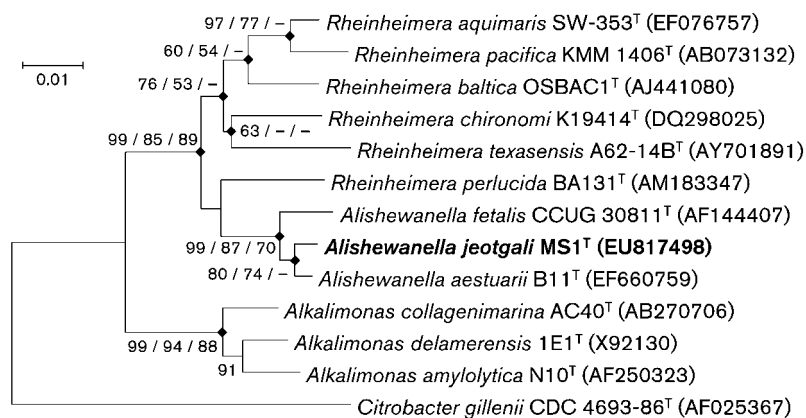 97 / 77 / –
Rheinheimera aquimaris SW-353ᵀ (EF076757)
60 / 54 / –
Rheinheimera pacifica KMM 1406ᵀ (AB073132)
76 / 53 / –
Rheinheimera baltica OSBAC1ᵀ (AJ441080)
0.01
Rheinheimera chironomi K19414ᵀ (DQ298025)
63 / – / –
99 / 85 / 89
Rheinheimera texasensis A62-14Bᵀ (AY701891)
Rheinheimera perlucida BA131ᵀ (AM183347)
Alishewanella fetalis CCUG 30811ᵀ (AF144407)
99 / 87 / 70
Alishewanella jeotgali MS1ᵀ (EU817498)
80 / 74 / –
Alishewanella aestuarii B11ᵀ (EF660759)
Alkalimonas collagenimarina AC40ᵀ (AB270706)
99 / 94 / 88
Alkalimonas delamerensis 1E1ᵀ (X92130)
91
Alkalimonas amylolytica N10ᵀ (AF250323)
Citrobacter gillenii CDC 4693-86ᵀ (AF025367)